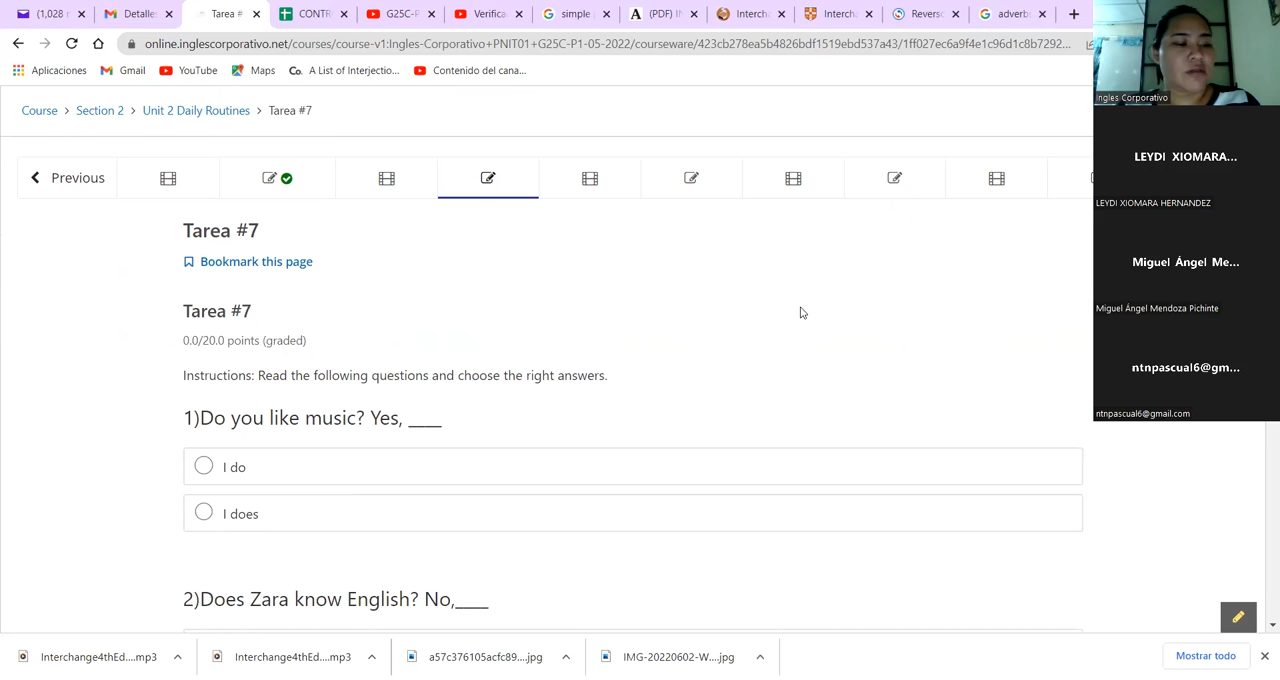 (1,028
Detalles
Tarea #
CONTR
G25C-P
Verifica
simple
(PDF) I
Interch
Interch
Revers
adverb
online.inglescorporativo.net/courses/course-v1:Ingles-Corporativo+PNIT01+G25C-P1-05-2022/courseware/423cb278ea5b4826bdf1519ebd537a43/1ff027ec6a9f4e1c96d1c8b7292...
Aplicaciones
Gmail
YouTube
Maps
Co. A List of Interjectio...
Contenido del cana...
Course > Section 2 > Unit 2 Daily Routines > Tarea #7
Previous
Tarea #7
Bookmark this page
Tarea #7
0.0/20.0 points (graded)
Instructions: Read the following questions and choose the right answers.
1)Do you like music? Yes, ____
I do
I does
2)Does Zara know English? No,____
Ingles Corporativo
LEYDI XIOMARA...
LEYDI XIOMARA HERNANDEZ
Miguel Ángel Me...
Miguel Ángel Mendoza Pichinte
ntnpascual6@gm...
ntnpascual6@gmail.com
Interchange4thEd....mp3
Interchange4thEd....mp3
a57c376105acfc89....jpg
IMG-20220602-W....jpg
Mostrar todo